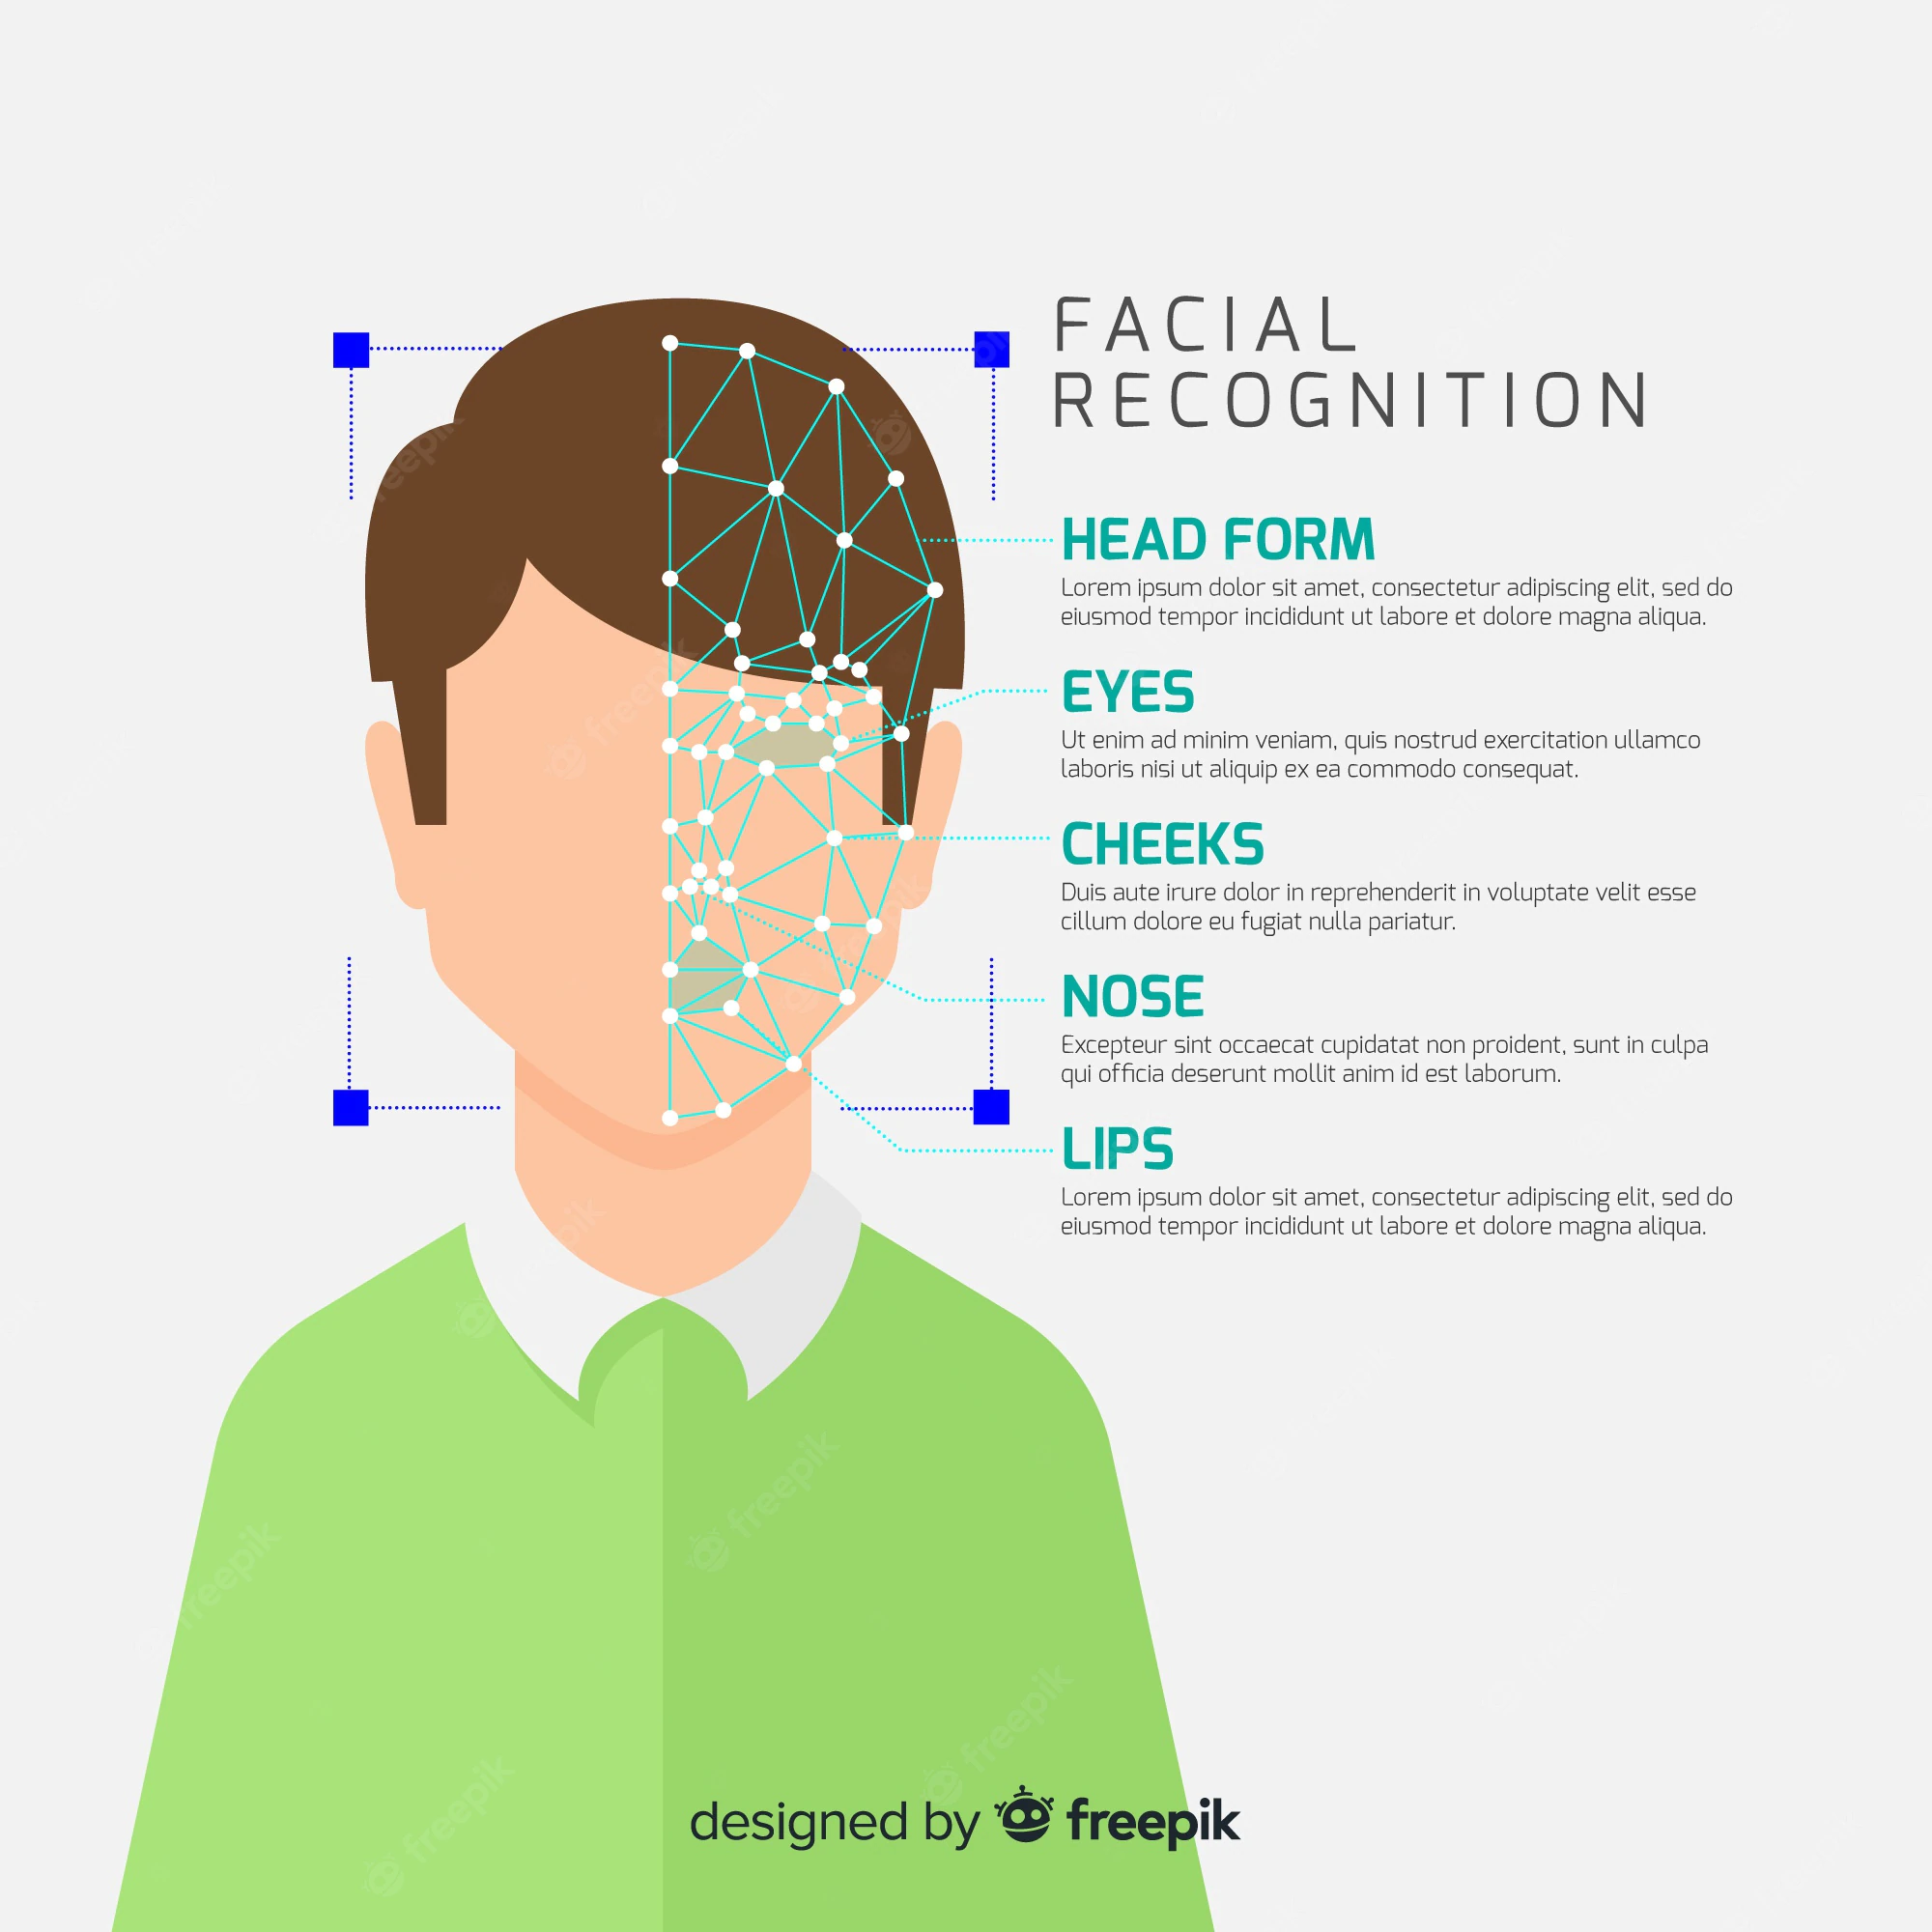 FACIAL
RECOGNITION
HEAD FORM
Lorem ipsum dolor sit amet, consectetur adipiscing elit, sed do
eiusmod tempor incididunt ut labore et dolore magna aliqua.
EYES
Ut enim ad minim veniam, quis nostrud exercitation ullamco
laboris nisi ut aliquip ex ea commodo consequat.
CHEEKS
Duis aute irure dolor in reprehenderit in voluptate velit esse
cillum dolore eu fugiat nulla pariatur.
NOSE
Excepteur sint occaecat cupidatat non proident, sunt in culpa
qui officia deserunt mollit anim id est laborum.
LIPS
Lorem ipsum dolor sit amet, consectetur adipiscing elit, sed do
eiusmod tempor incididunt ut labore et dolore magna aliqua.
designed by freepik